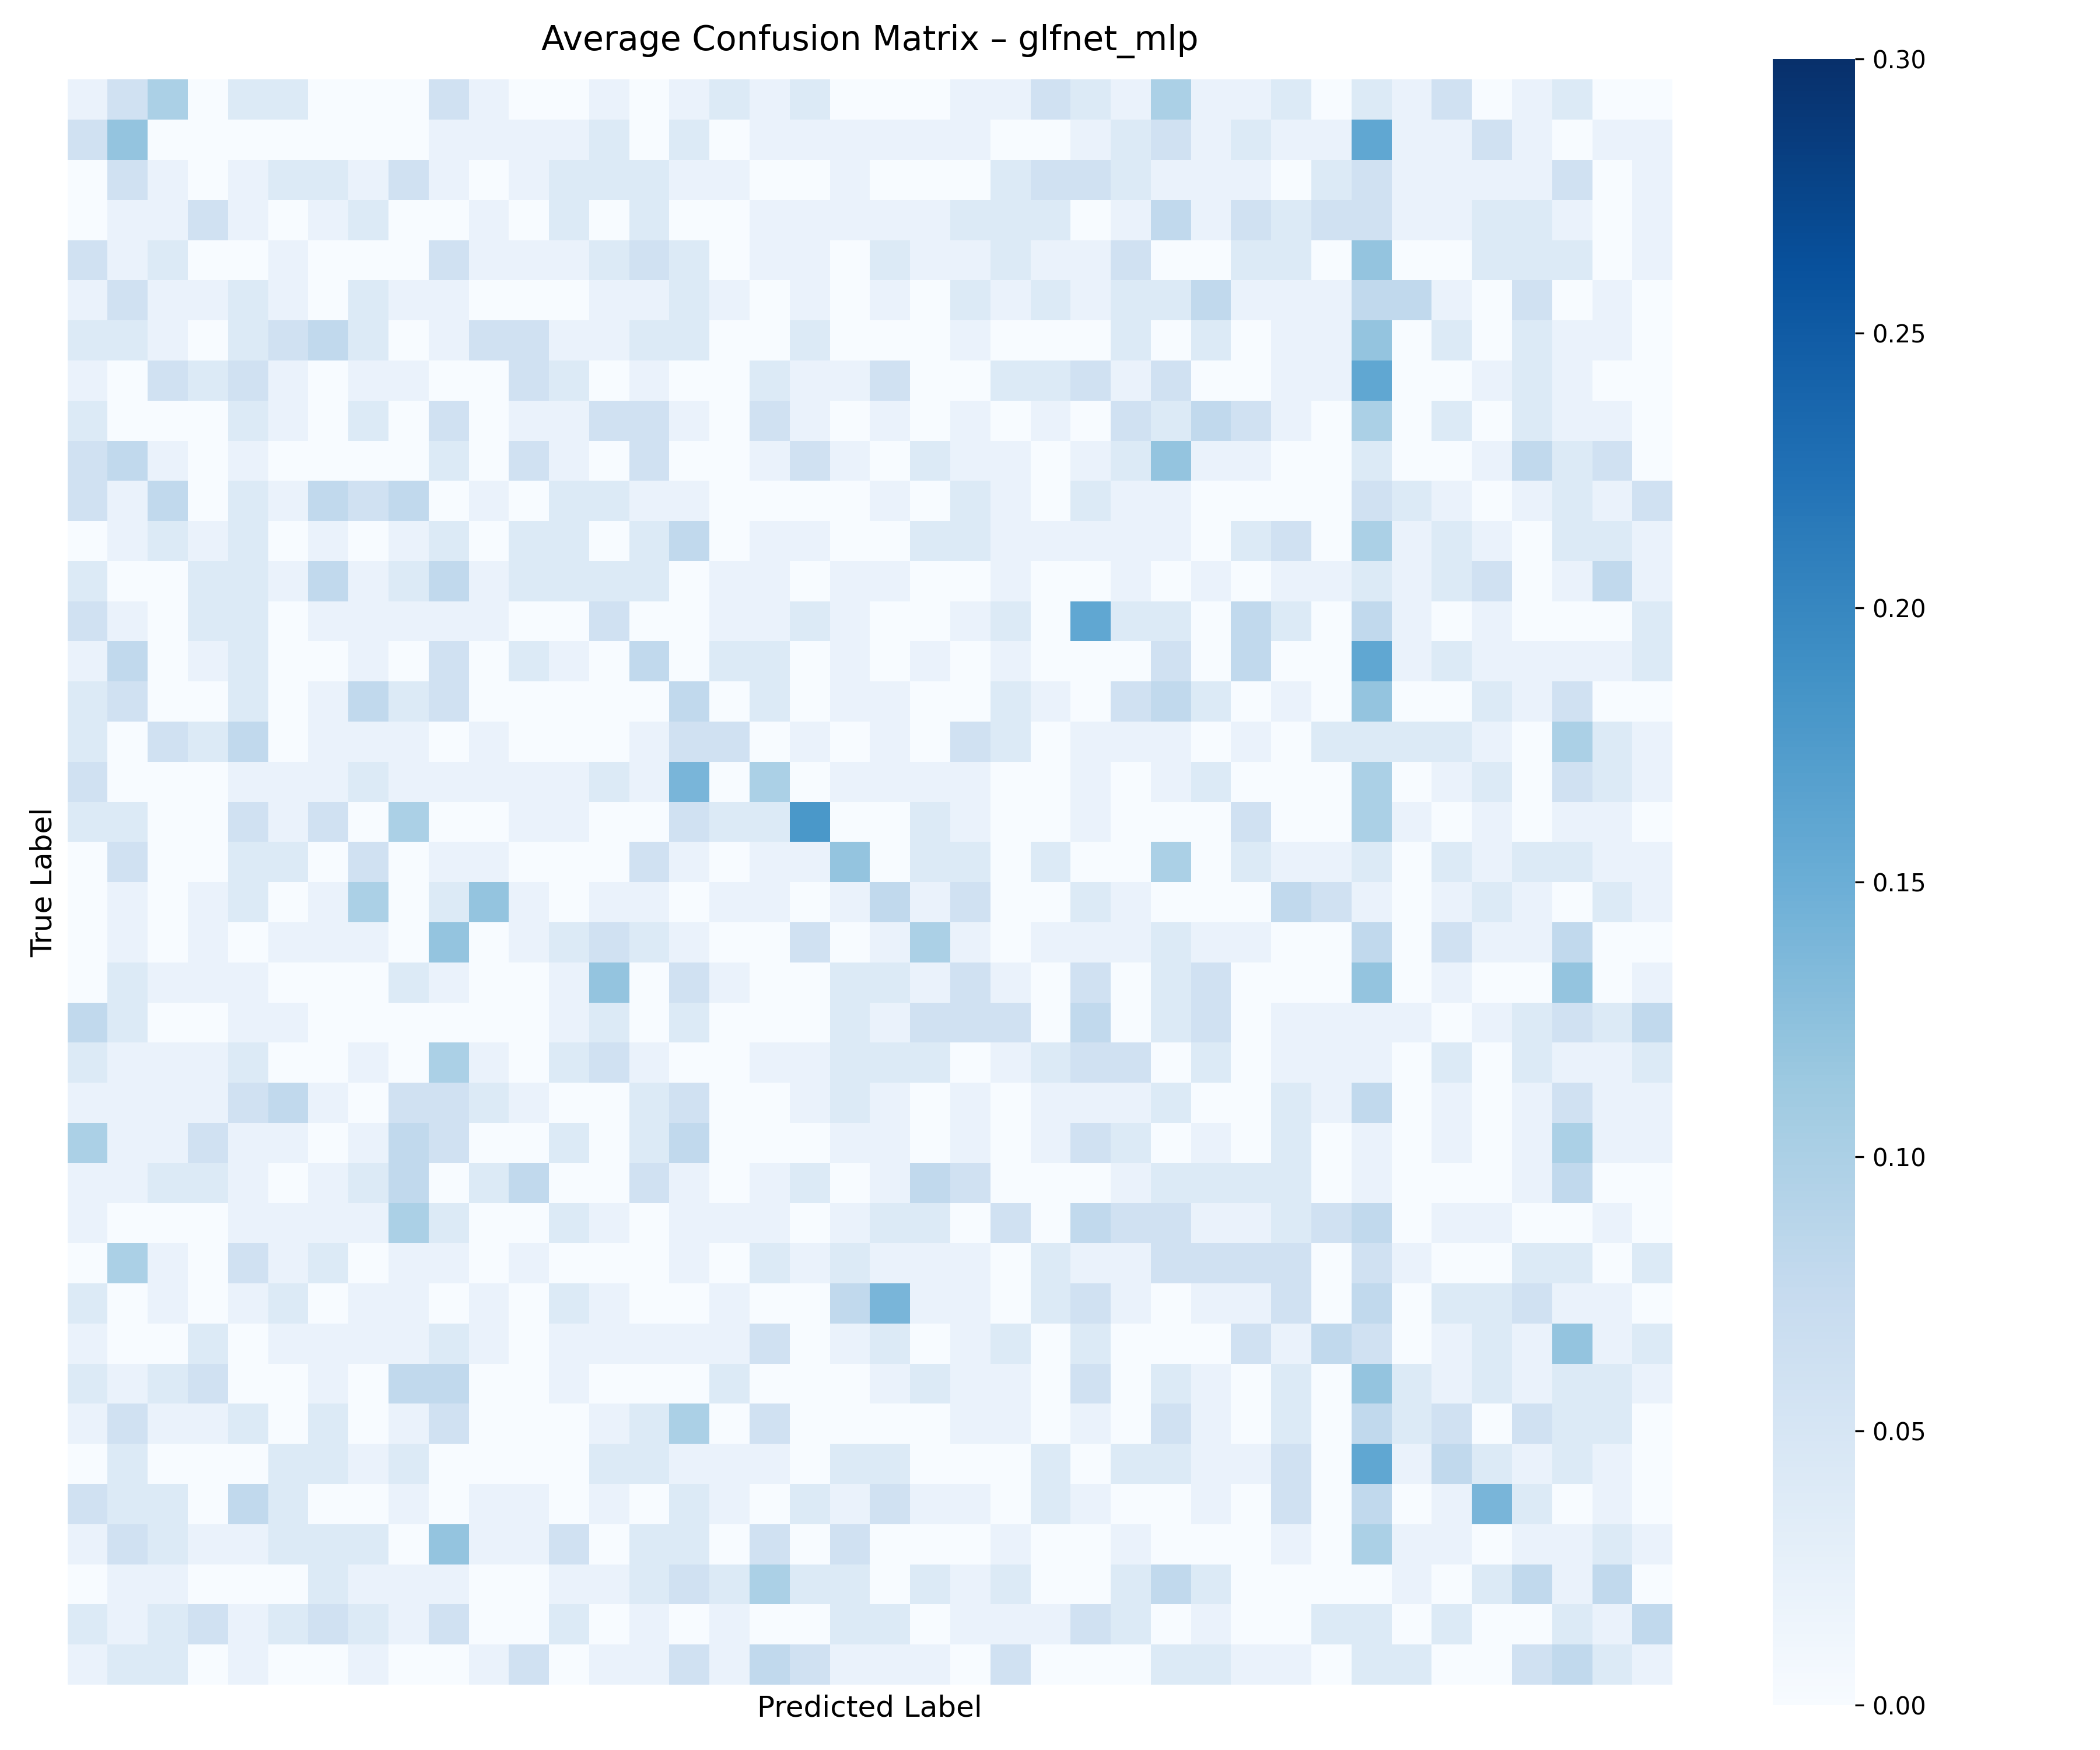 Average Confusion Matrix – glfnet_mlp
True Label
Predicted Label
0.30
0.25
0.20
0.15
0.10
0.05
0.00